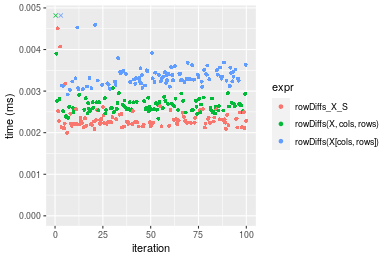 0.005
0.004
0.003
0.002
0.001
0.000
time (ms)
0
25
50
75
100
iteration
expr
rowDiffs_X_S
rowDiffs(X, cols, rows)
rowDiffs(X[cols, rows])